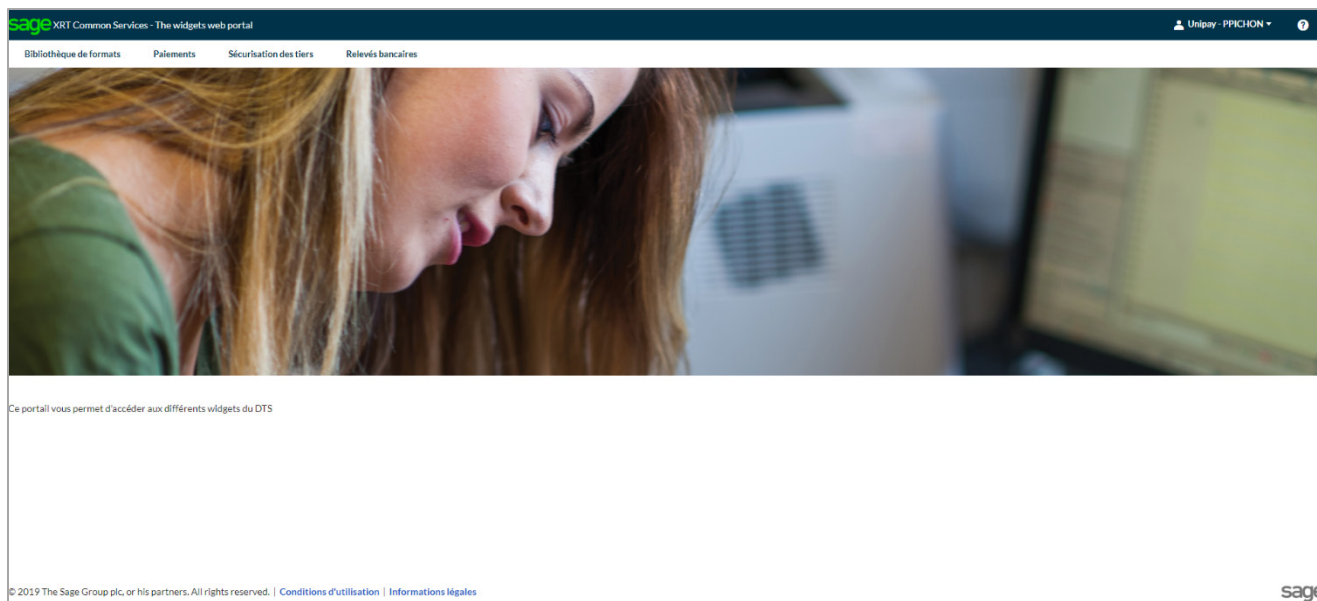 sage XRT Common Services - The widgets web portal
Unipay - PPICHON
?
Bibliothèque de formats Paiements Sécurisation des tiers Relevés bancaires
Ce portail vous permet d'accéder aux différents widgets du DTS
© 2019 The Sage Group plc, or his partners. All rights reserved. | Conditions d'utilisation | Informations légales
sage